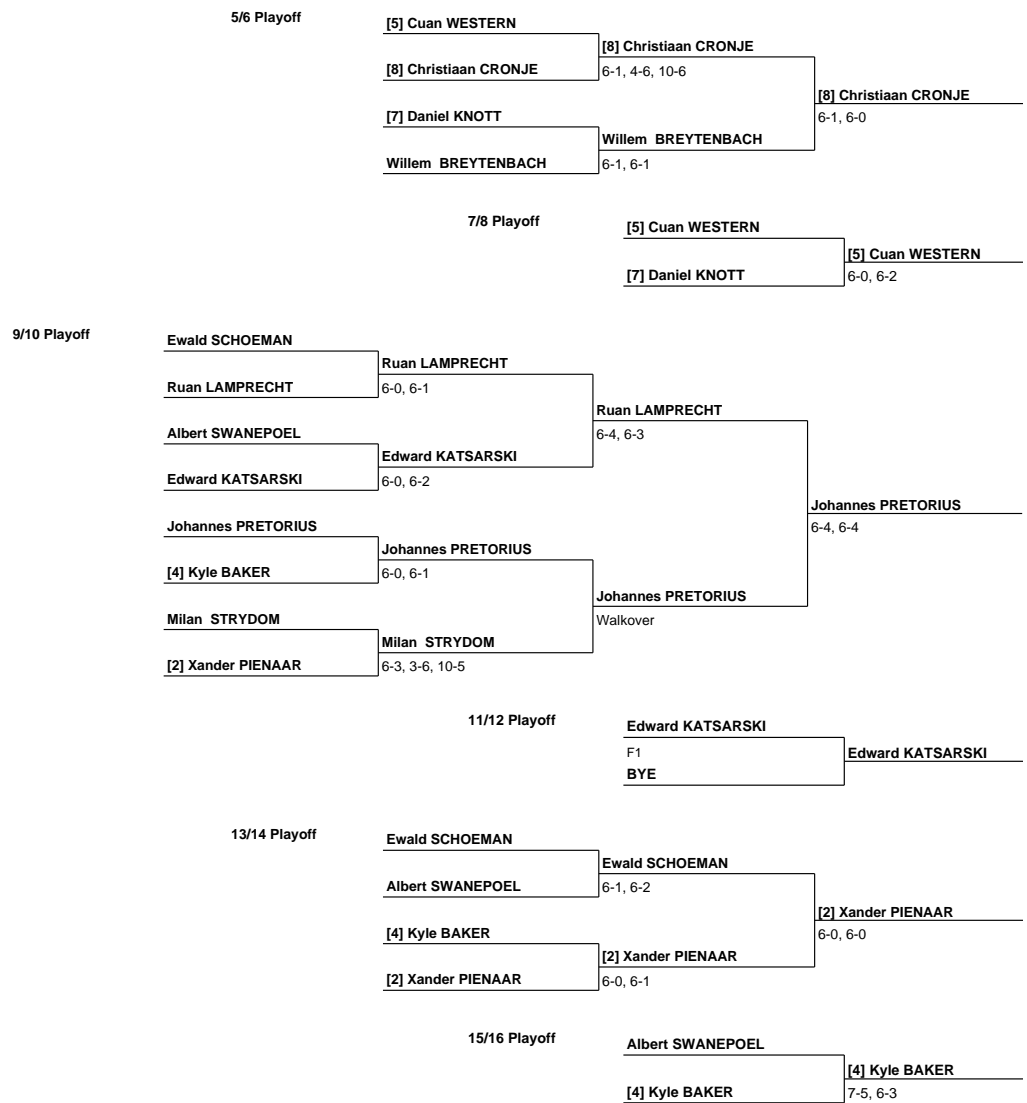 5/6 Playoff
[5] Cuan WESTERN
[8] Christiaan CRONJE
[8] Christiaan CRONJE
6-1, 4-6, 10-6
[8] Christiaan CRONJE
6-1, 6-0
[7] Daniel KNOTT
Willem  BREYTENBACH
Willem  BREYTENBACH
6-1, 6-1
7/8 Playoff
[5] Cuan WESTERN
[5] Cuan WESTERN
[7] Daniel KNOTT
6-0, 6-2
9/10 Playoff
Ewald SCHOEMAN
Ruan LAMPRECHT
Ruan LAMPRECHT
6-0, 6-1
Ruan LAMPRECHT
6-4, 6-3
Albert SWANEPOEL
Edward KATSARSKI
Edward KATSARSKI
6-0, 6-2
Johannes PRETORIUS
6-4, 6-4
Johannes PRETORIUS
Johannes PRETORIUS
[4] Kyle BAKER
6-0, 6-1
Johannes PRETORIUS
Walkover
Milan  STRYDOM
Milan  STRYDOM
[2] Xander PIENAAR
6-3, 3-6, 10-5
11/12 Playoff
Edward KATSARSKI
F1
Edward KATSARSKI
BYE
13/14 Playoff
Ewald SCHOEMAN
Ewald SCHOEMAN
Albert SWANEPOEL
6-1, 6-2
[2] Xander PIENAAR
6-0, 6-0
[4] Kyle BAKER
[2] Xander PIENAAR
[2] Xander PIENAAR
6-0, 6-1
15/16 Playoff
Albert SWANEPOEL
[4] Kyle BAKER
[4] Kyle BAKER
7-5, 6-3